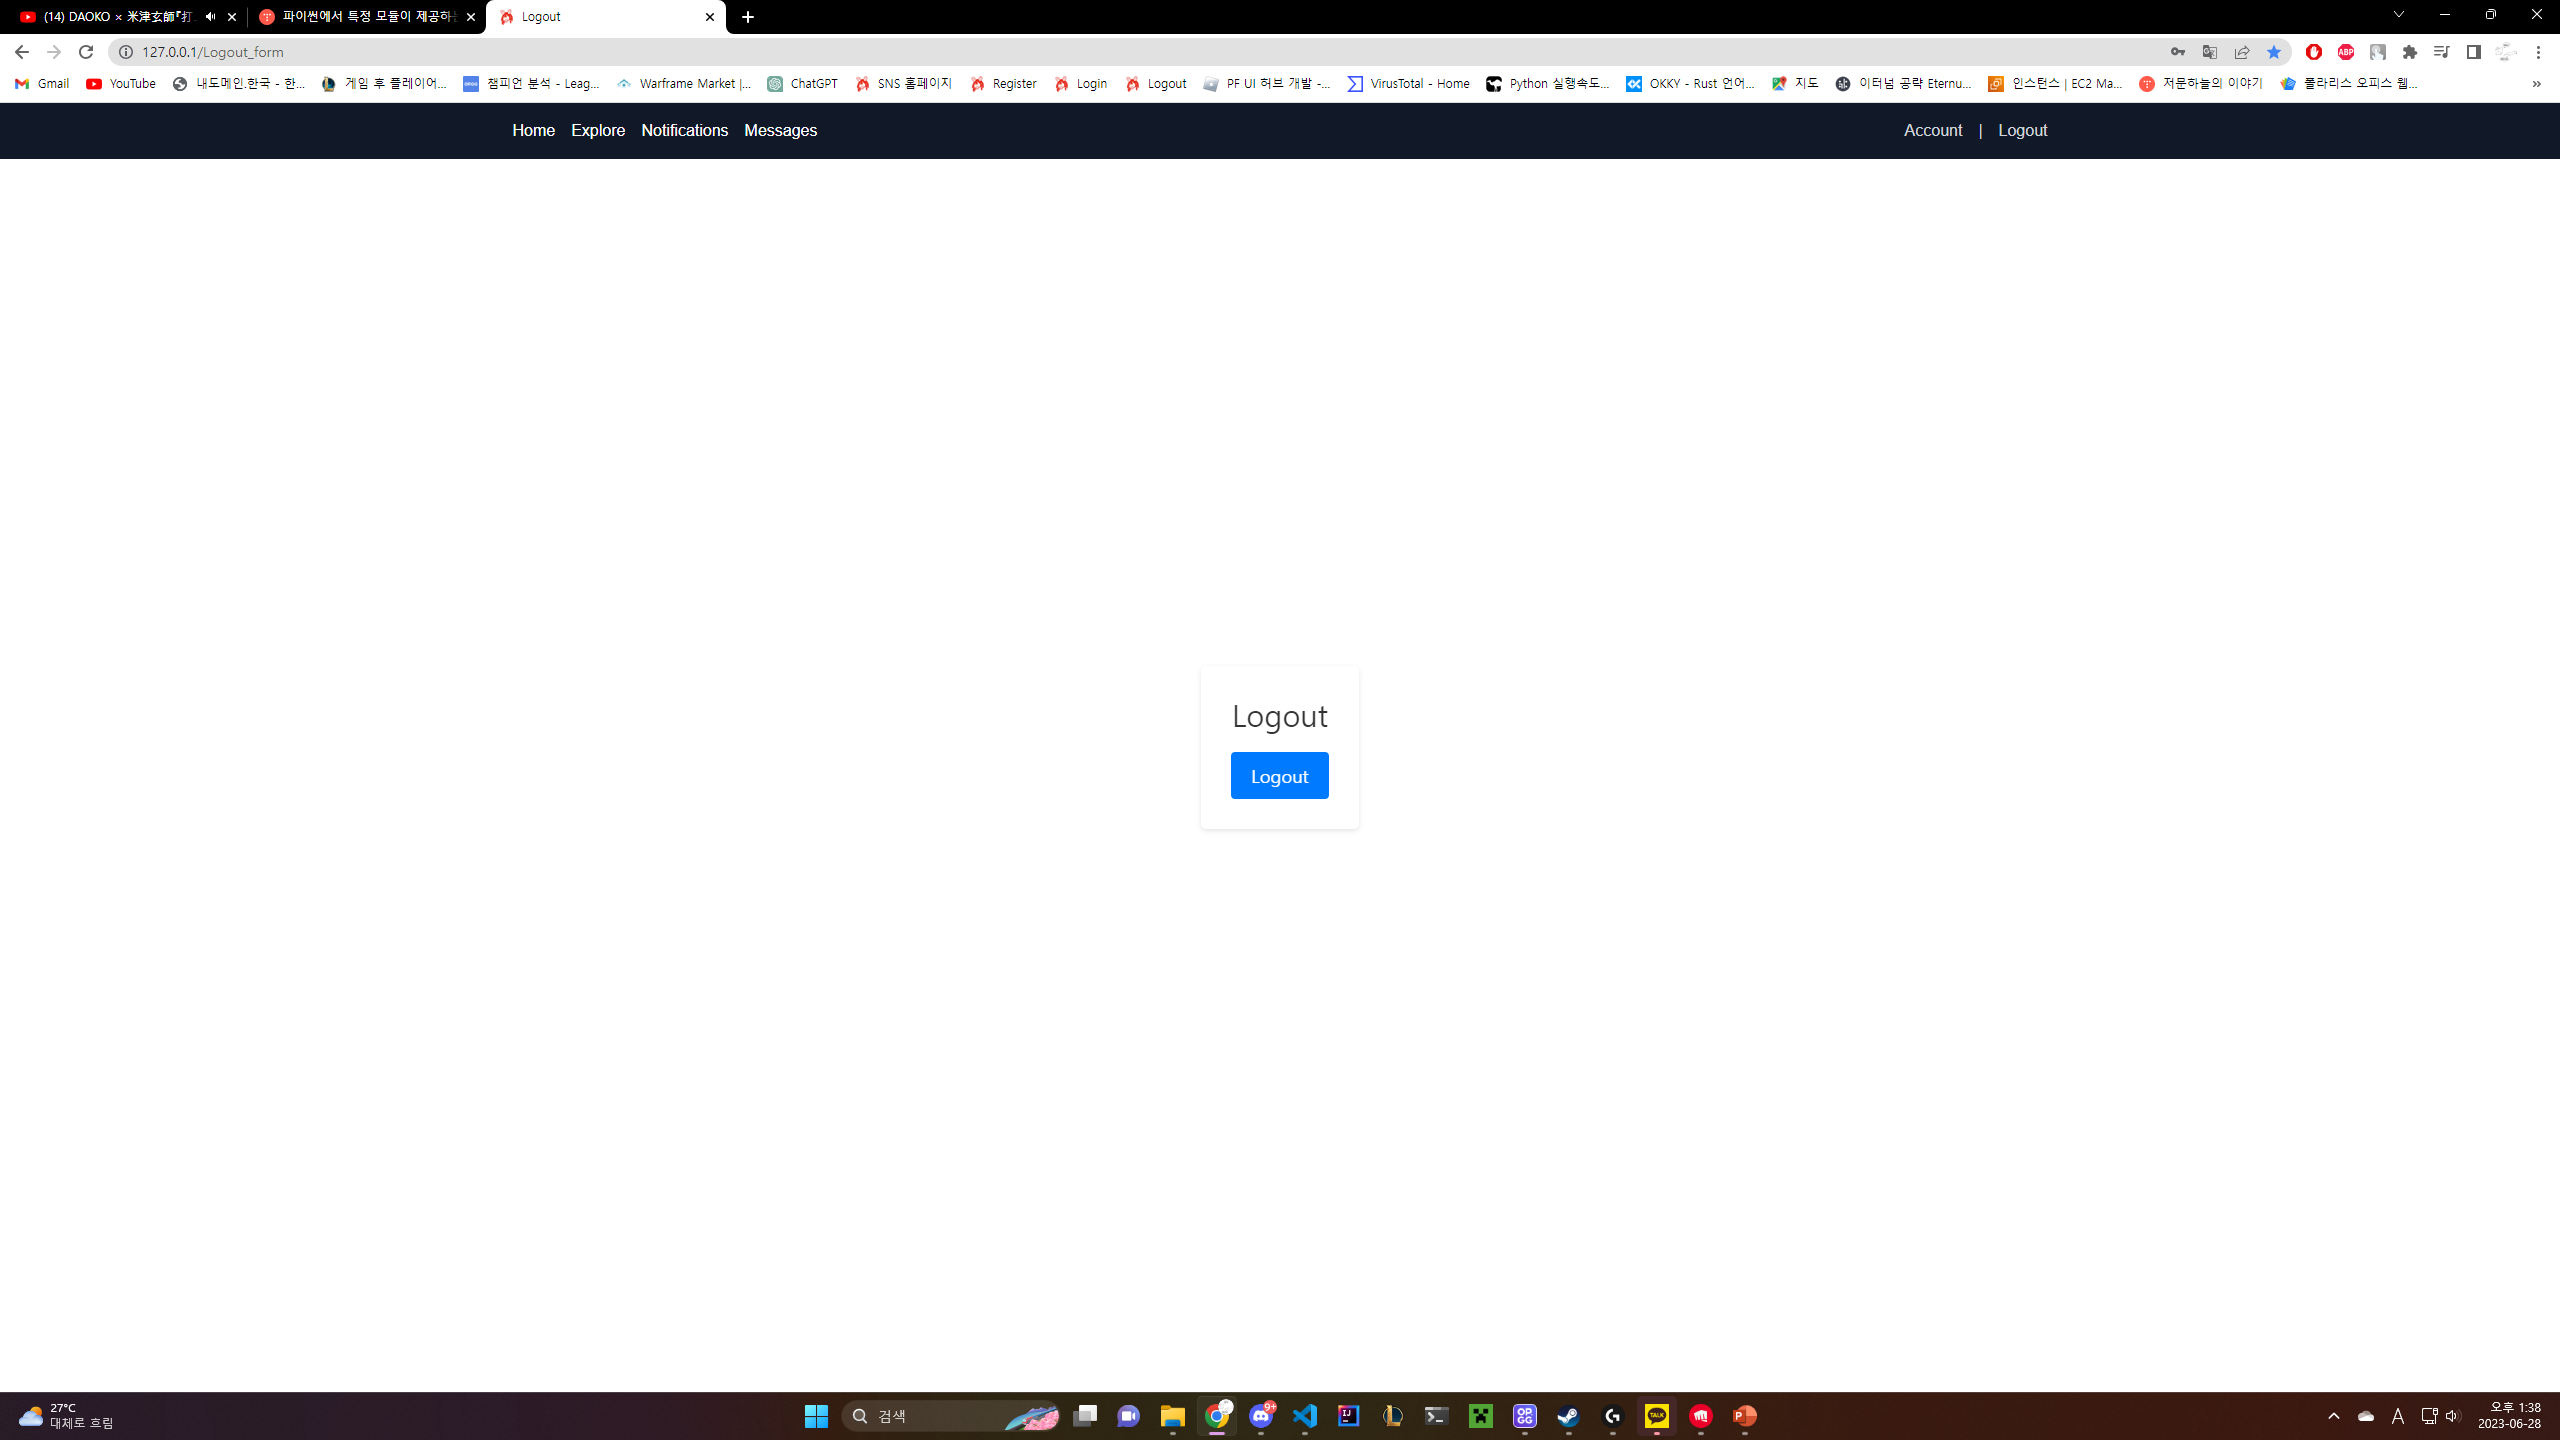 (14) DAOKO × 米津玄師『打
파이썬에서 특정 모듈이 제공하는
Logout
127.0.0.1/Logout_form
Gmail
YouTube
내도메인.한국 - 한...
게임 후 플레이어...
챔피언 분석 - Leag...
Warframe Market |...
ChatGPT
SNS 홈페이지
Register
Login
Logout
PF UI 허브 개발 -...
VirusTotal - Home
Python 실행속도...
OKKY - Rust 언어...
지도
이터널 공략 Eternu...
인스턴스 | EC2 Ma...
저문하늘의 이야기
폴라리스 오피스 웹...
»
Home Explore Notifications Messages
Account | Logout
Logout
Logout
27°C
대체로 흐림
검색
9+
A
오후 1:38
2023-06-28